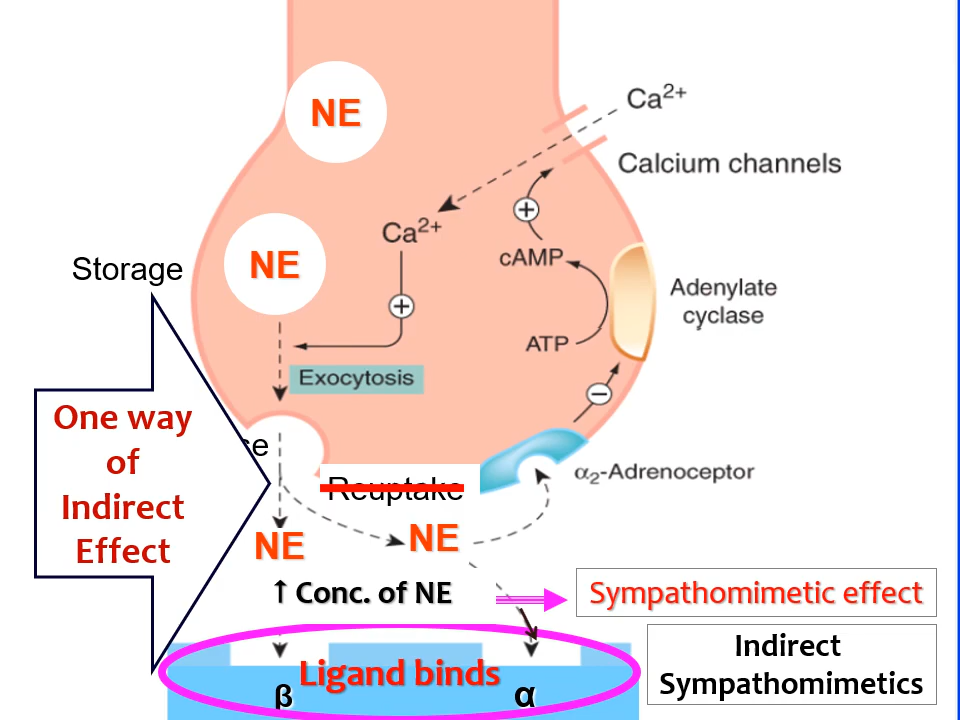 NE
Ca2+
Calcium channels
NE
Storage
Ca2+
+
+
cAMP
Adenylate
cyclase
ATP
Exocytosis
−
One way
of
Indirect
Effect
se
Reuptake
α2-Adrenoceptor
NE
NE
↑ Conc. of NE
Sympathomimetic effect
Indirect
Sympathomimetics
Ligand binds
β
α